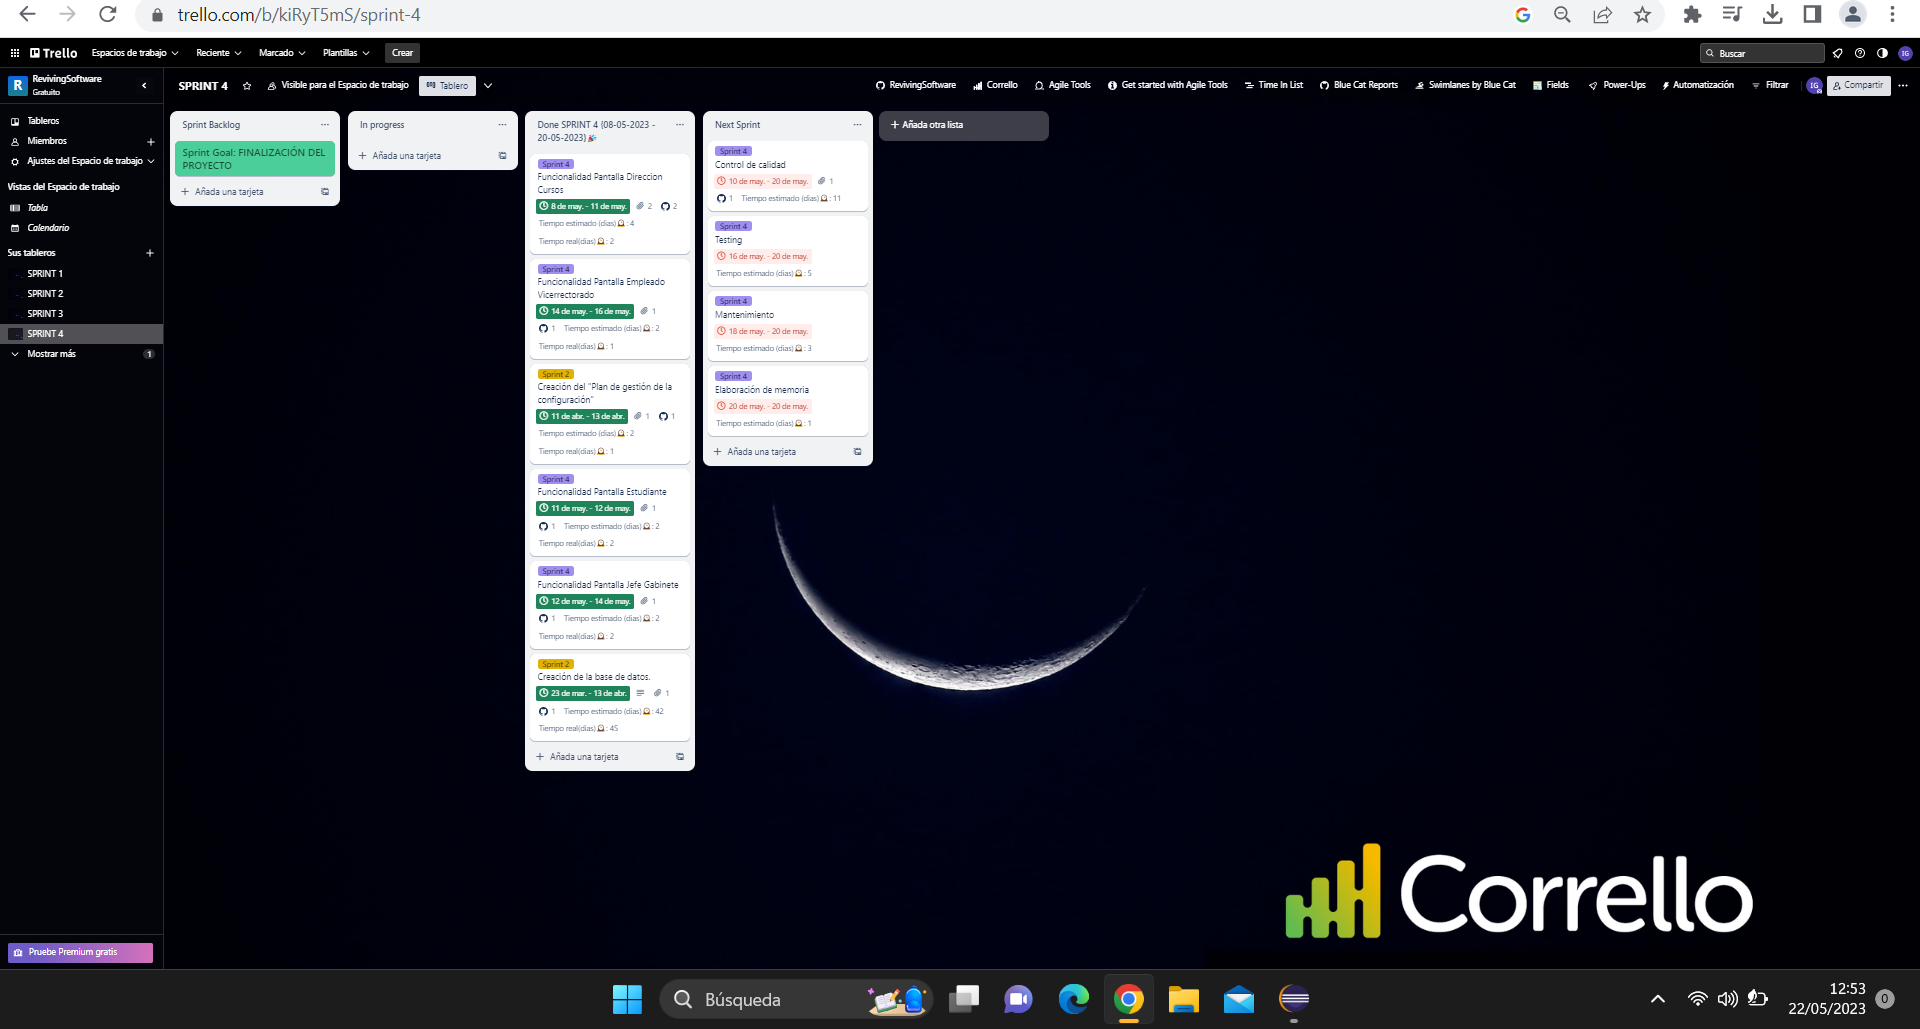 trello.com/b/kiRyT5mS/sprint-4
Trello
Espacios de trabajo
Reciente
Marcado
Plantillas
Crear
Buscar
IG
R
RevivingSoftware
Gratuito
SPRINT 4
Visible para el Espacio de trabajo
Tablero
RevivingSoftware
Corrello
Agile Tools
Get started with Agile Tools
Time In List
Blue Cat Reports
Swimlanes by Blue Cat
Fields
Power-Ups
Automatización
Filtrar
IG
Compartir
Tableros
Miembros
Ajustes del Espacio de trabajo
Vistas del Espacio de trabajo
Tabla
Calendario
Sus tableros
SPRINT 1
SPRINT 2
SPRINT 3
SPRINT 4
Mostrar más
1
Pruebe Premium gratis
Sprint Backlog
Sprint Goal: FINALIZACIÓN DEL
PROYECTO
Añada una tarjeta
In progress
Añada una tarjeta
Done SPRINT 4 (08-05-2023 -
20-05-2023)🎉
Sprint 4
Funcionalidad Pantalla Direccion
Cursos
8 de may. - 11 de may. 2 2
Tiempo estimado (días)🕰: 4
Tiempo real(días)🕰: 2
Sprint 4
Funcionalidad Pantalla Empleado
Vicerrectorado
14 de may. - 16 de may. 1
1 Tiempo estimado (días)🕰: 2
Tiempo real(días)🕰: 1
Sprint 2
Creación del "Plan de gestión de la
configuración"
11 de abr. - 13 de abr. 1 1
Tiempo estimado (días)🕰: 2
Tiempo real(días)🕰: 1
Sprint 4
Funcionalidad Pantalla Estudiante
11 de may. - 12 de may. 1
1 Tiempo estimado (días)🕰: 2
Tiempo real(días)🕰: 2
Sprint 4
Funcionalidad Pantalla Jefe Gabinete
12 de may. - 14 de may. 1
1 Tiempo estimado (días)🕰: 2
Tiempo real(días)🕰: 2
Sprint 2
Creación de la base de datos.
23 de mar. - 13 de abr. 1
1 Tiempo estimado (días)🕰: 42
Tiempo real(días)🕰: 45
Añada una tarjeta
Next Sprint
Sprint 4
Control de calidad
10 de may. - 20 de may. 1
1 Tiempo estimado (días)🕰: 11
Sprint 4
Testing
16 de may. - 20 de may.
Tiempo estimado (días)🕰: 5
Sprint 4
Mantenimiento
18 de may. - 20 de may.
Tiempo estimado (días)🕰: 3
Sprint 4
Elaboración de memoria
20 de may. - 20 de may.
Tiempo estimado (días)🕰: 1
Añada una tarjeta
Añada otra lista
Corrello
Búsqueda
12:53
22/05/2023
0